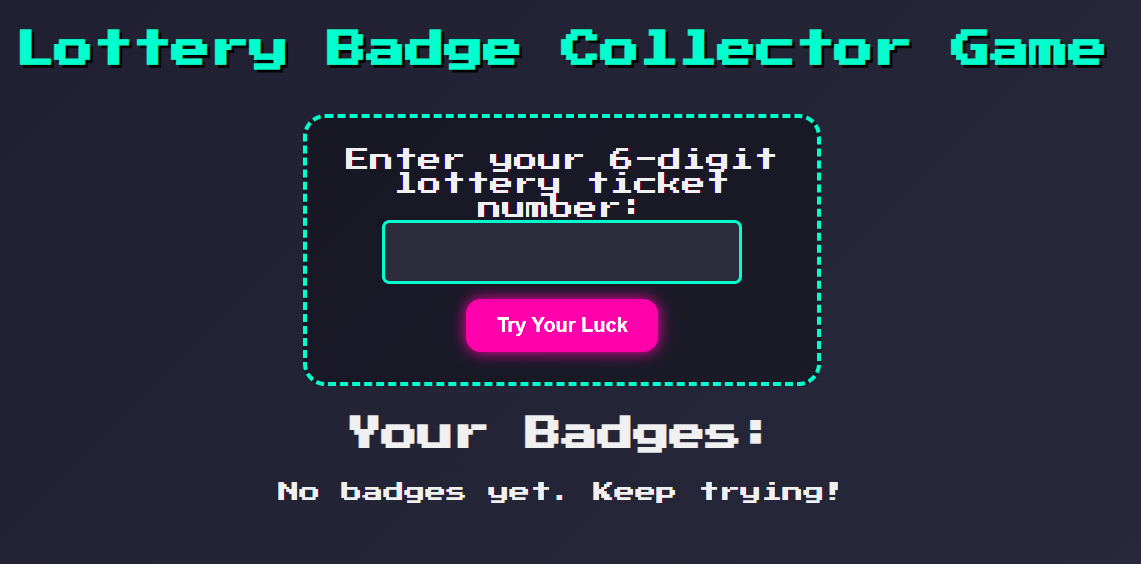 Lottery Badge Collector Game
Enter your 6-digit
lottery ticket
number:
Try Your Luck
Your Badges:
No badges yet. Keep trying!